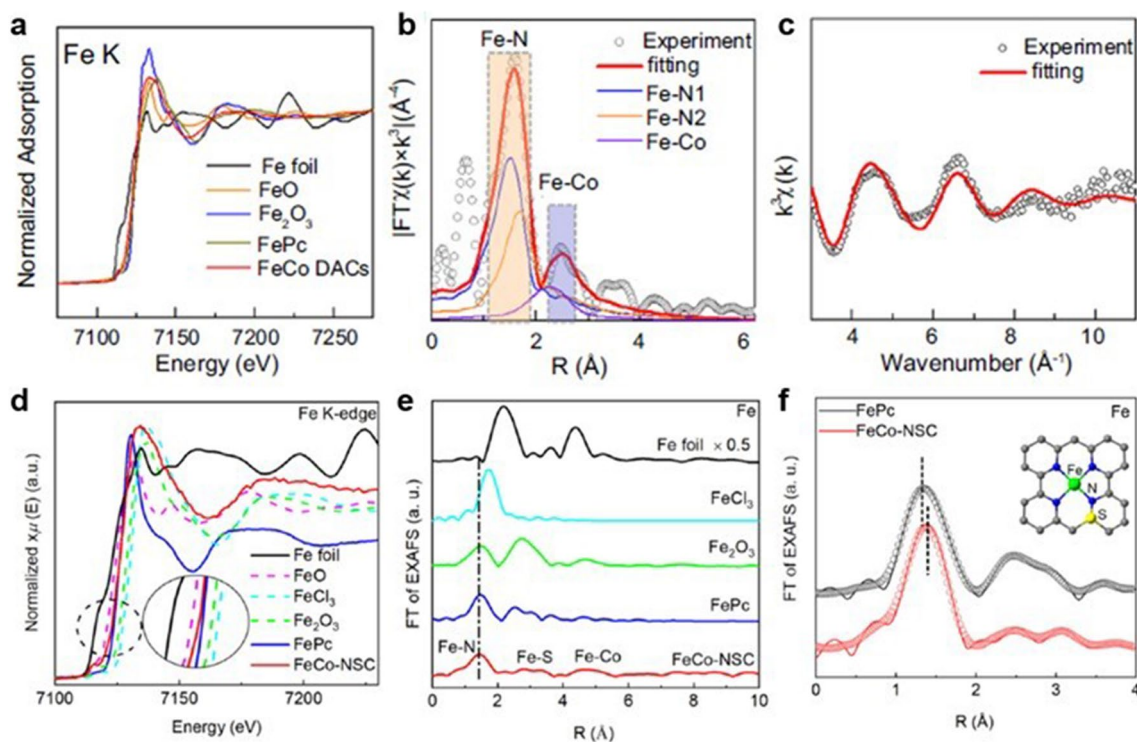 a
Fe K
Normalized Adsorption
Fe foil
FeO
Fe₂O₃
FePc
FeCo DACs
7100 7150 7200 7250
Energy (eV)
b
Fe-N
Experiment
fitting
Fe-N1
Fe-N2
Fe-Co
Fe-Co
|FTχ(k)×k³|(Å⁻⁴)
0 2 4 6
R (Å)
c
Experiment
fitting
k³χ(k)
4 6 8 10
Wavenumber (Å⁻¹)
d
Fe K-edge
Normalized xμ (E) (a.u.)
Fe foil
FeO
FeCl₃
Fe₂O₃
FePc
FeCo-NSC
7100 7150 7200
Energy (eV)
e
Fe
Fe foil × 0.5
FeCl₃
Fe₂O₃
FePc
Fe-N Fe-S Fe-Co FeCo-NSC
FT of EXAFS (a. u.)
0 2 4 6 8 10
R (Å)
f
FePc
FeCo-NSC
Fe
Fe
N
S
FT of EXAFS (a. u.)
0 1 2 3 4
R (Å)